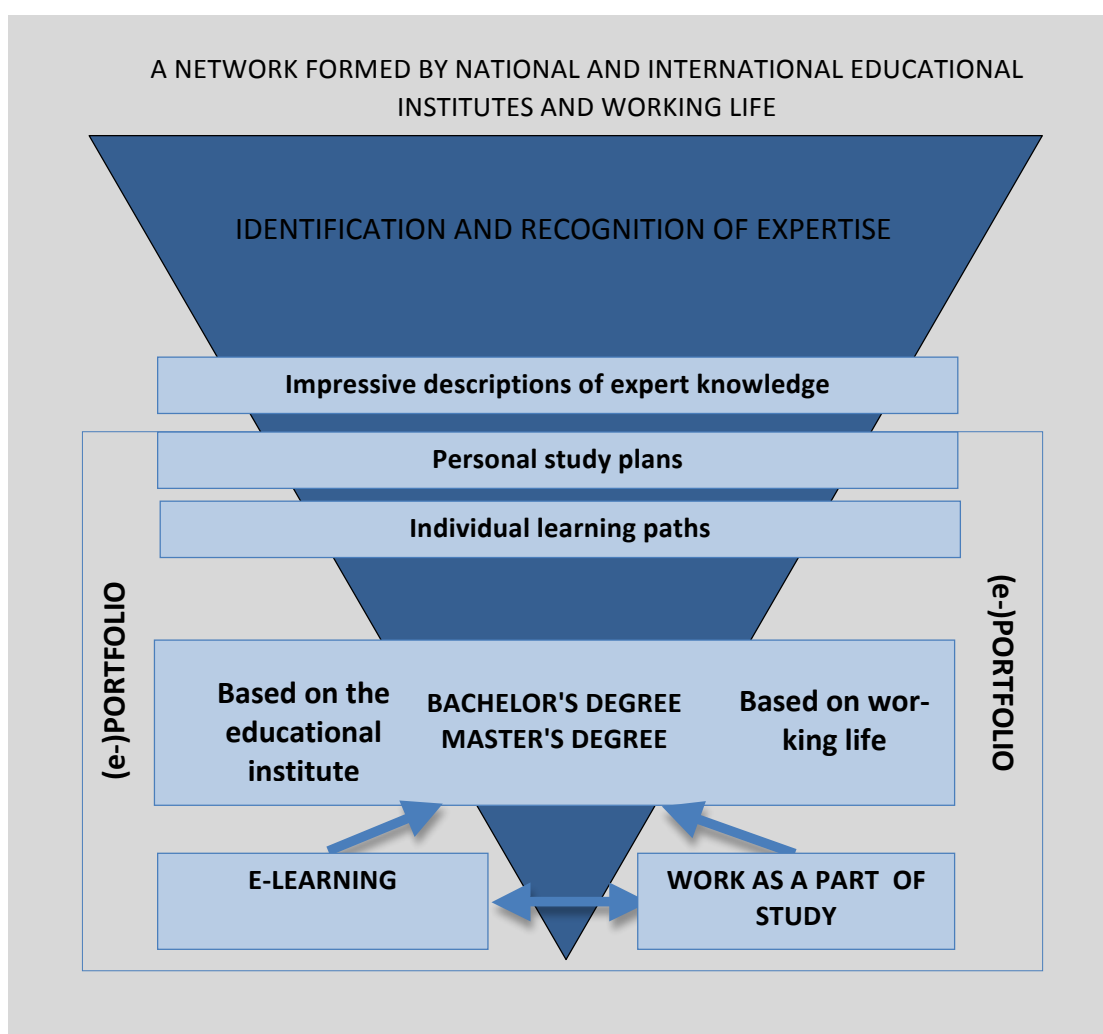 A NETWORK FORMED BY NATIONAL AND INTERNATIONAL EDUCATIONAL
INSTITUTES AND WORKING LIFE
IDENTIFICATION AND RECOGNITION OF EXPERTISE
Impressive descriptions of expert knowledge
Personal study plans
Individual learning paths
(e-)PORTFOLIO
(e-)PORTFOLIO
Based on the
educational
institute
BACHELOR'S DEGREE
MASTER'S DEGREE
Based on wor-
king life
E-LEARNING
WORK AS A PART OF
STUDY